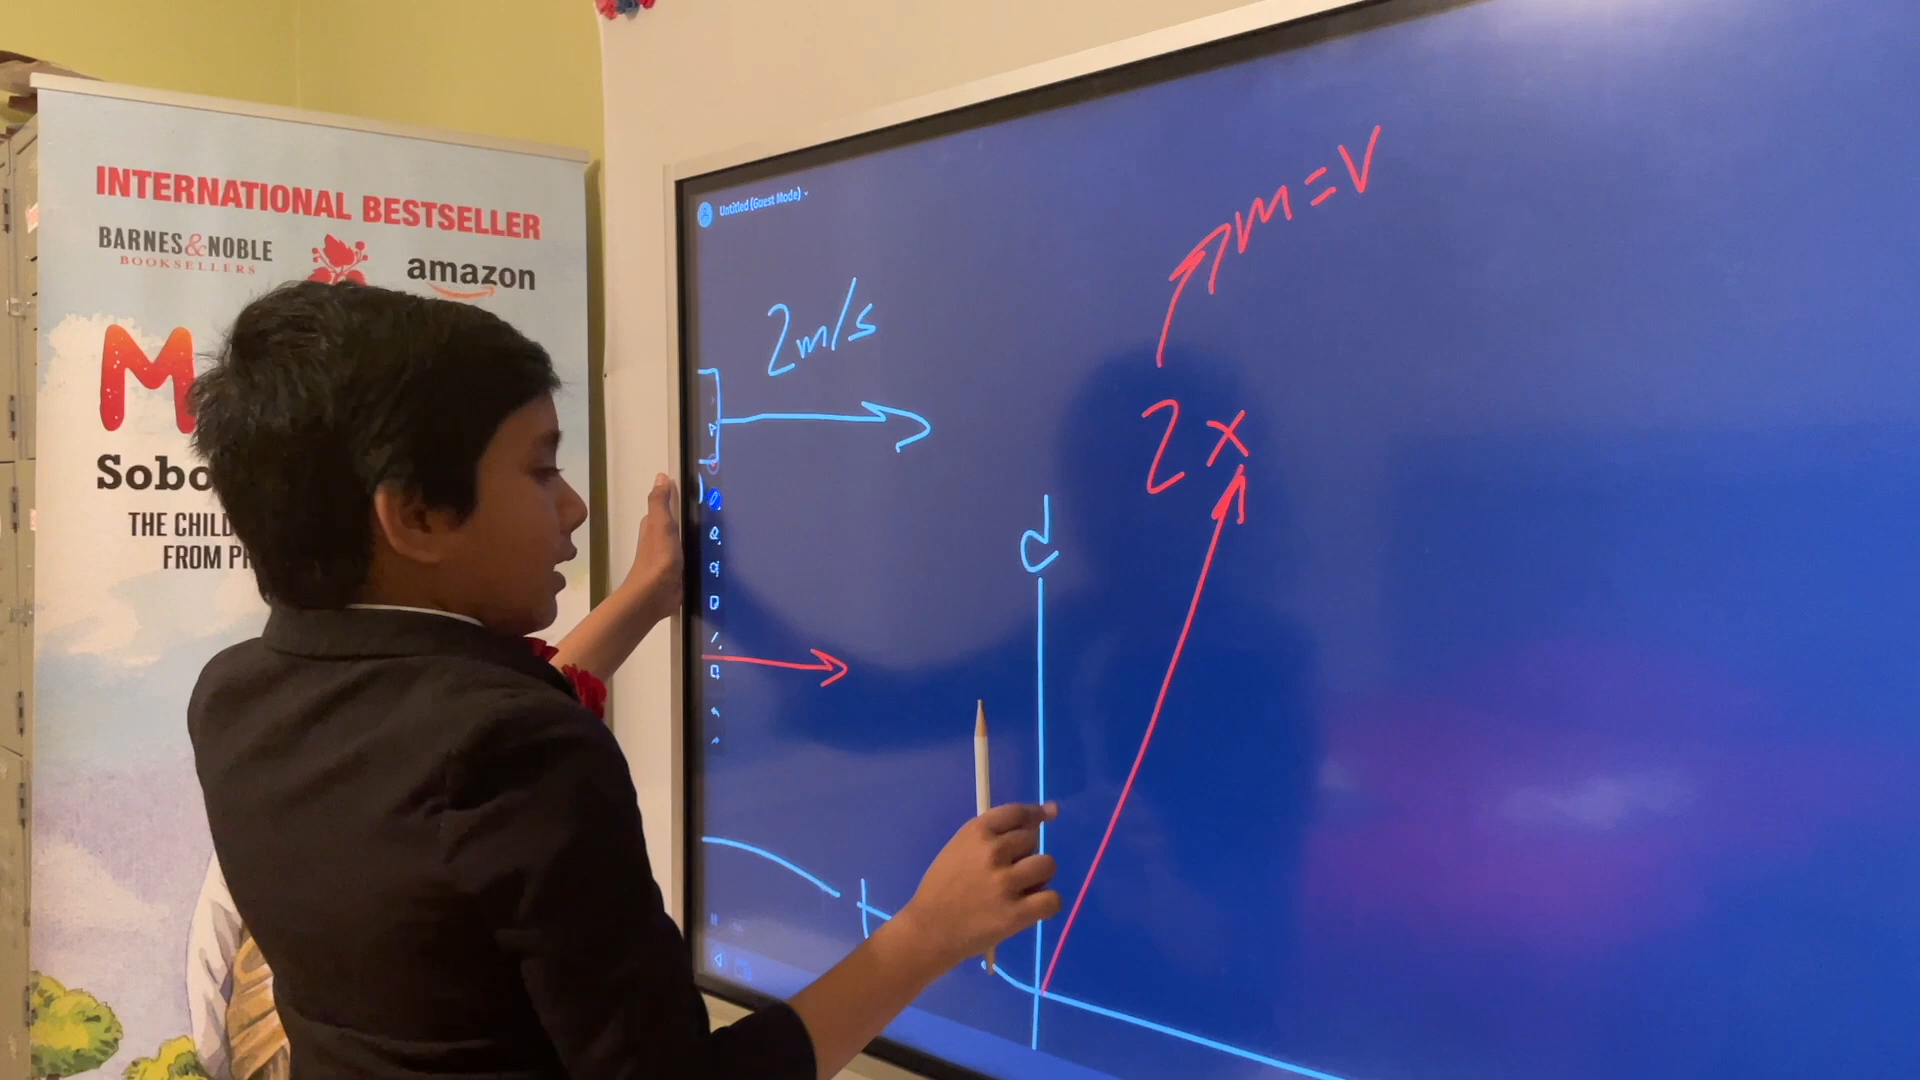 INTERNATIONAL BESTSELLER
BARNES&NOBLE
BOOKSELLERS
amazon
Sobo
THE CHILD
FROM
Untitled (Guest Mode)
2m/s
m=v
2x
d
t